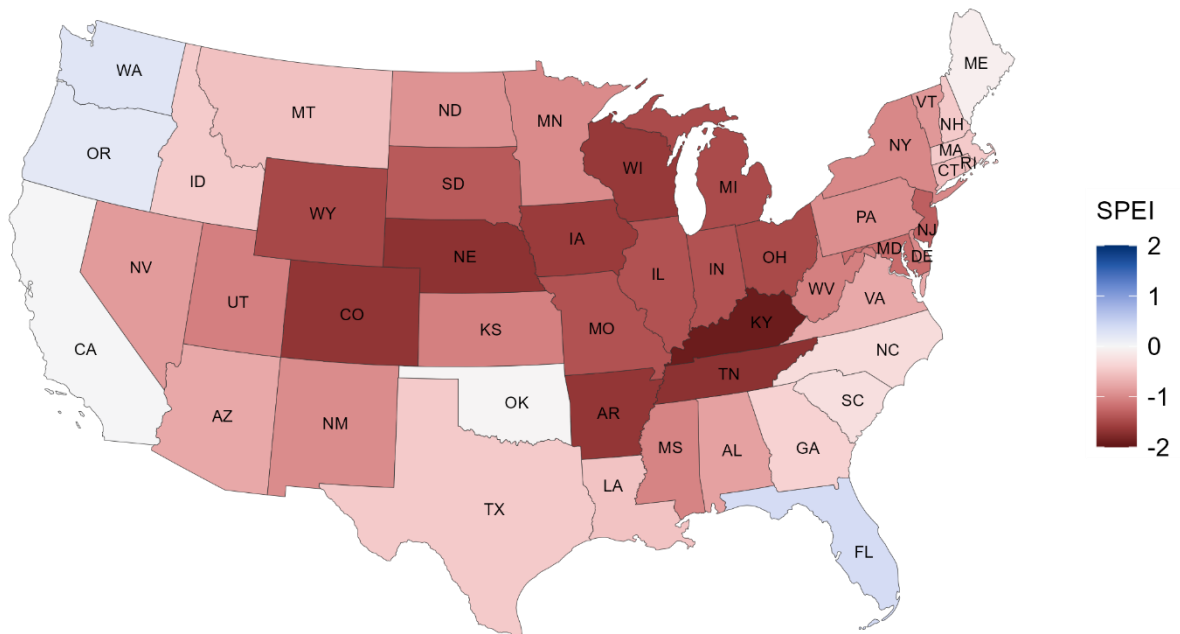 ME
WA
VT
MT
ND
NH
MN
OR
MA
NY
RI
CT
ID
WI
SD
MI
SPEI
WY
PA
NJ
2
IA
MD
NE
OH
DE
NV
IL
IN
WV
1
UT
VA
CO
KY
KS
MO
0
CA
NC
TN
-1
OK
SC
AR
AZ
NM
MS
AL
GA
-2
LA
TX
FL